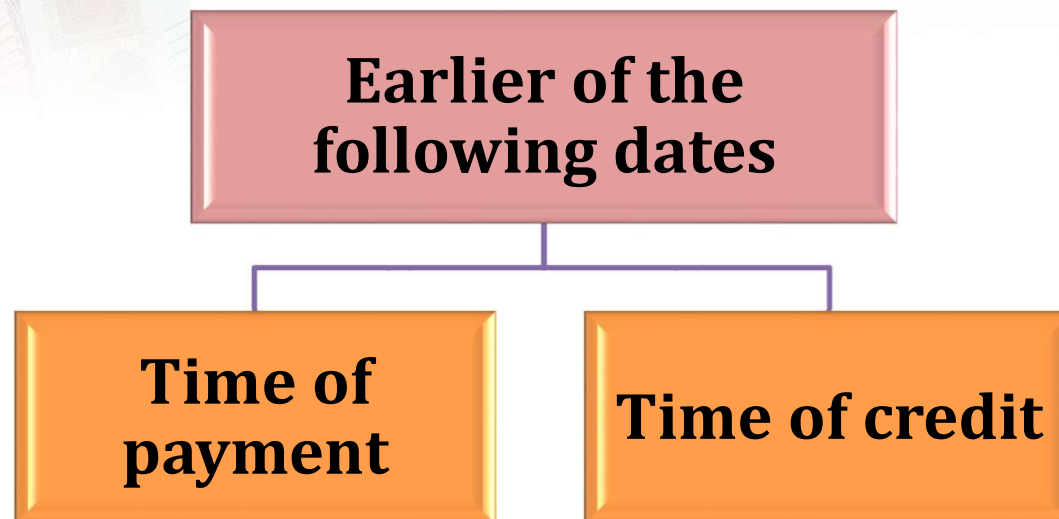 Earlier of the
following dates
Time of
payment
Time of credit